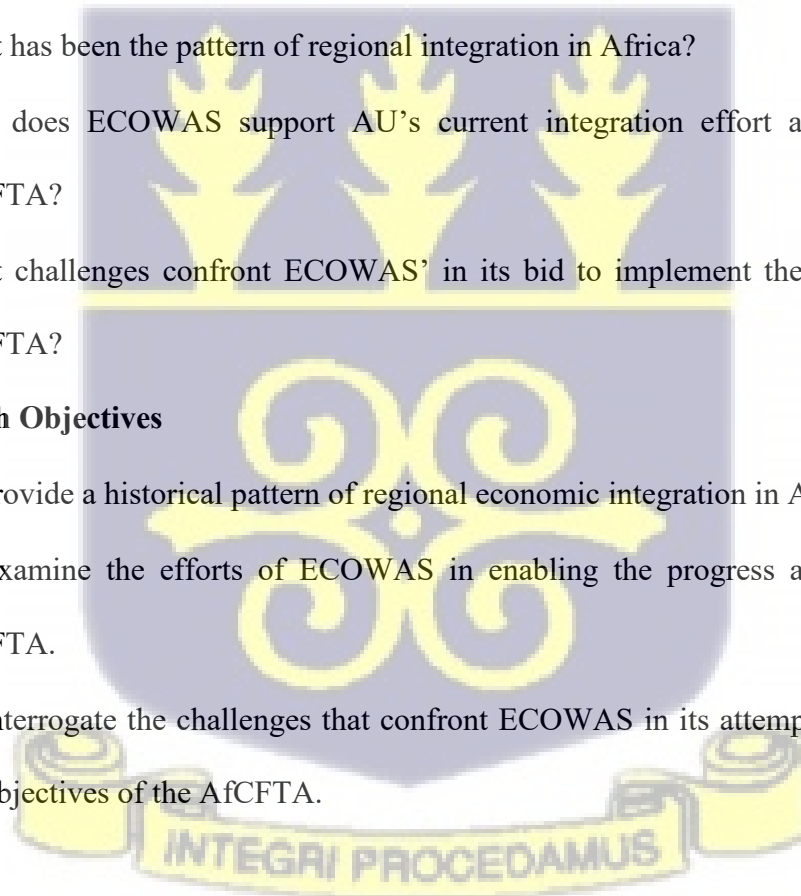 has been the pattern of regional integration in Africa?
does ECOWAS support AU’s current integration effort a
FTA?
challenges confront ECOWAS’ in its bid to implement the
FTA?
h Objectives
rovide a historical pattern of regional economic integration in A
xamine the efforts of ECOWAS in enabling the progress a
FTA.
nterrogate the challenges that confront ECOWAS in its attemp
bjectives of the AfCFTA.
INTEGRI PROCEDAMUS